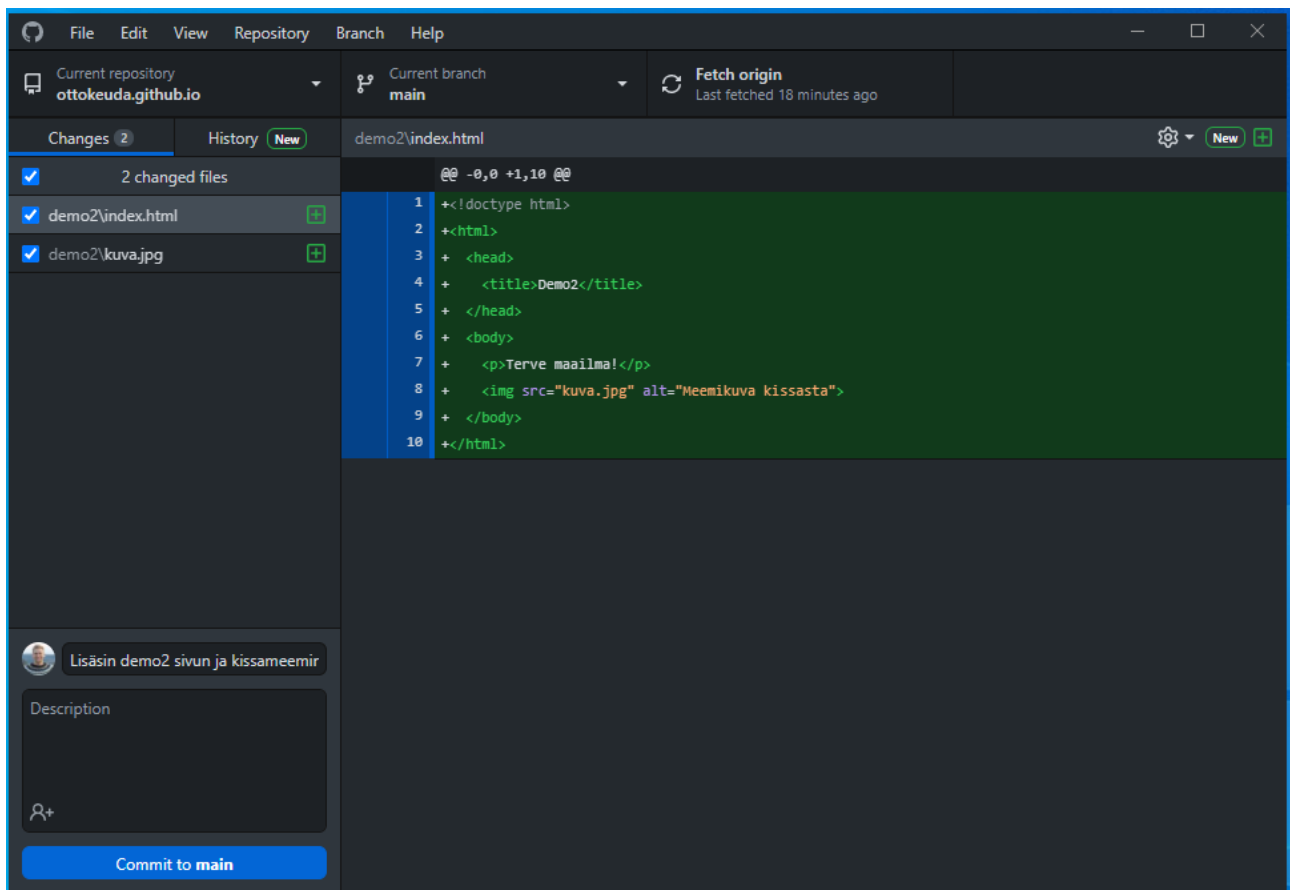 File Edit View Repository Branch Help
Current repository
ottokeuda.github.io
Current branch
main
Fetch origin
Last fetched 18 minutes ago
Changes 2
History New
demo2\index.html
New
2 changed files
demo2\index.html
demo2\kuva.jpg
@@ -0,0 +1,10 @@
1 +<!doctype html>
2 +<html>
3 +  <head>
4 +    <title>Demo2</title>
5 +  </head>
6 +  <body>
7 +    <p>Terve maailma!</p>
8 +    <img src="kuva.jpg" alt="Meemikuva kissasta">
9 +  </body>
10 +</html>
Lisäsin demo2 sivun ja kissameemin
Description
Commit to main